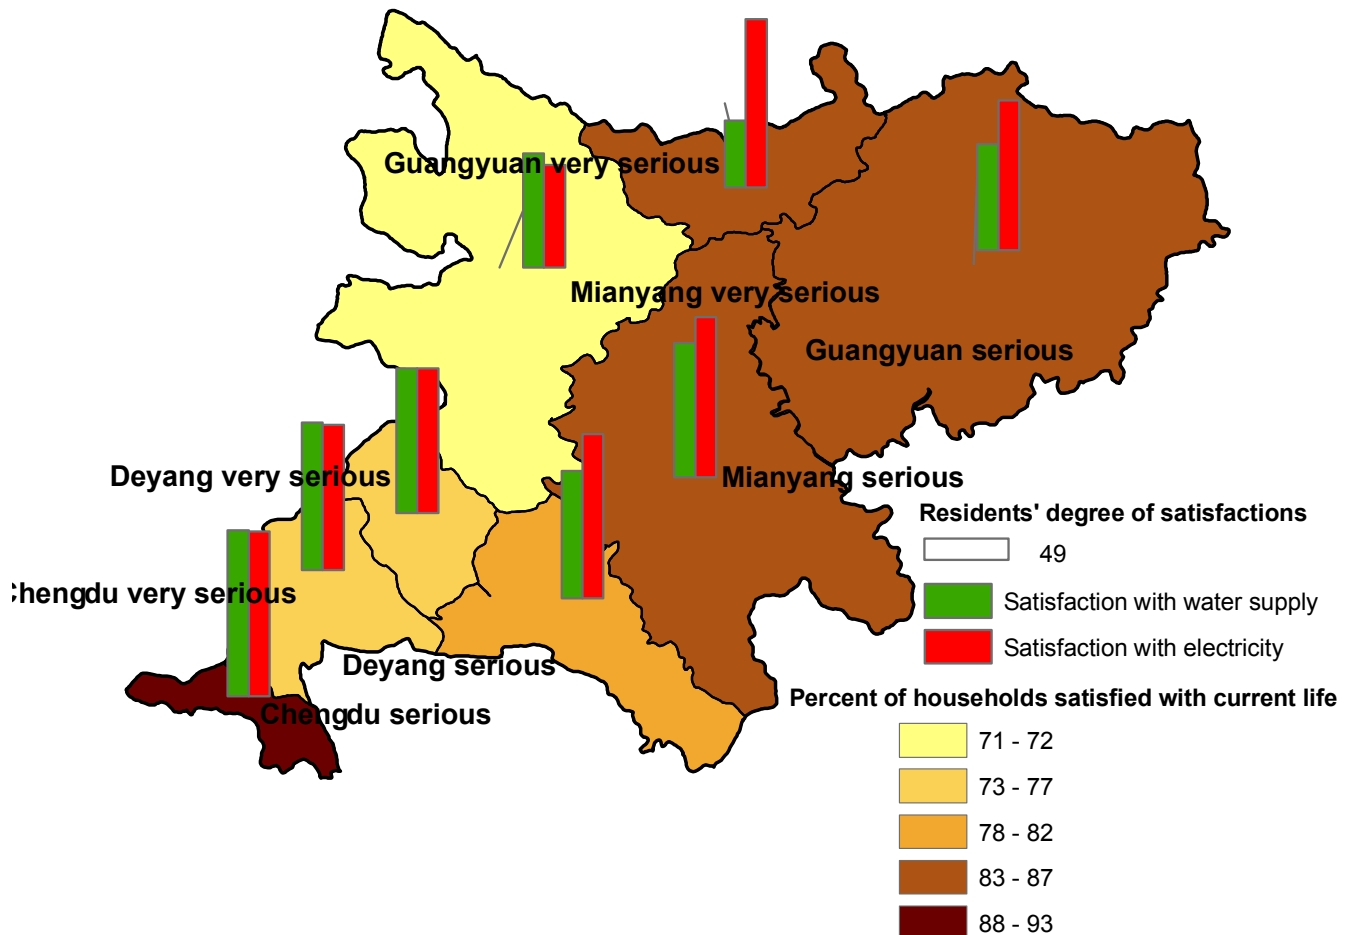 Guangyuan very serious
Mianyang very serious
Guangyuan serious
Deyang very serious
Mianyang serious
Residents' degree of satisfactions
49
Chengdu very serious
Satisfaction with water supply
Satisfaction with electricity
Deyang serious
Percent of households satisfied with current life
Chengdu serious
71 - 72
73 - 77
78 - 82
83 - 87
88 - 93